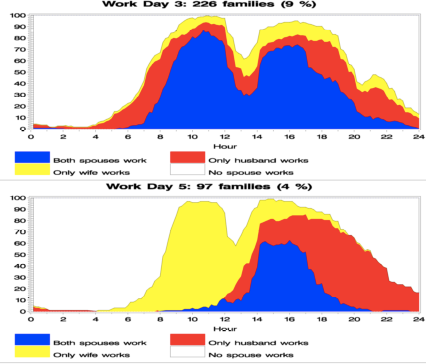 Work Day 3: 226 families (9 %)
100
90
80
70
60
50
40
30
20
10
0
0 2 4 6 8 10 12 14 16 18 20 22 24
Hour
Both spouses work Only husband works
Only wife works No spouse works
Work Day 5: 97 families (4 %)
100
90
80
70
60
50
40
30
20
10
0
0 2 4 6 8 10 12 14 16 18 20 22 24
Hour
Both spouses work Only husband works
Only wife works No spouse works